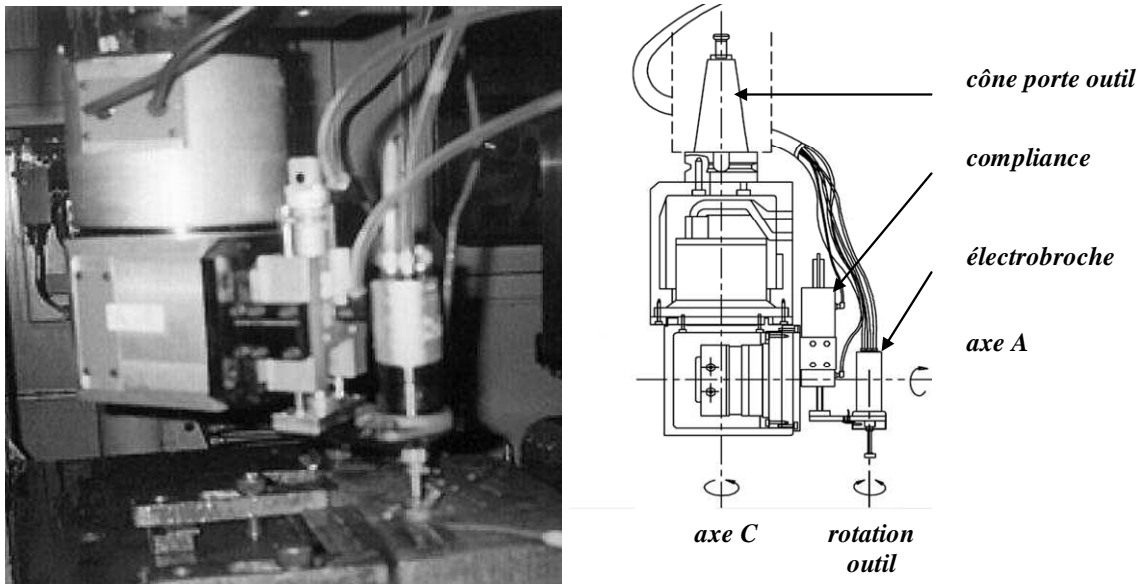 cône porte outil
compliance
électrobroche
axe A
axe C
rotation
outil